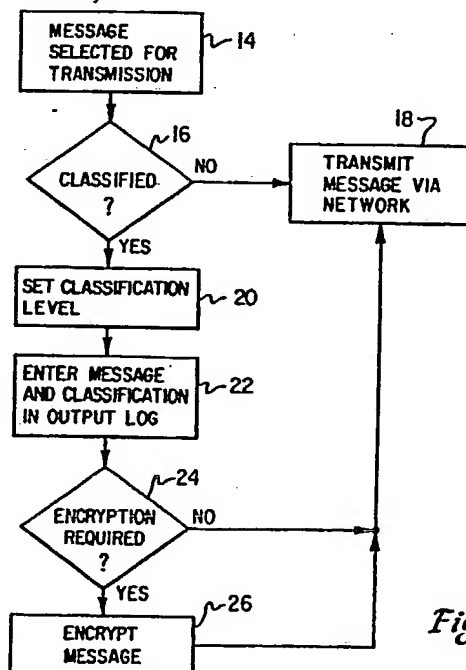 MESSAGE
SELECTED FOR
TRANSMISSION
14
16
CLASSIFIED
?
NO
YES
18
TRANSMIT
MESSAGE VIA
NETWORK
SET CLASSIFICATION
LEVEL
20
ENTER MESSAGE
AND CLASSIFICATION
IN OUTPUT LOG
22
24
ENCRYPTION
REQUIRED
?
NO
YES
26
ENCRYPT
MESSAGE